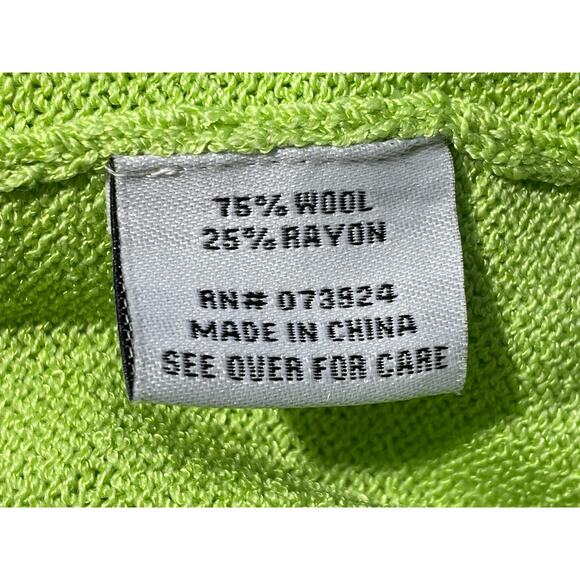 75% WOOL
25% RAYON
RN# 073924
MADE IN CHINA
SEE OVER FOR CARE